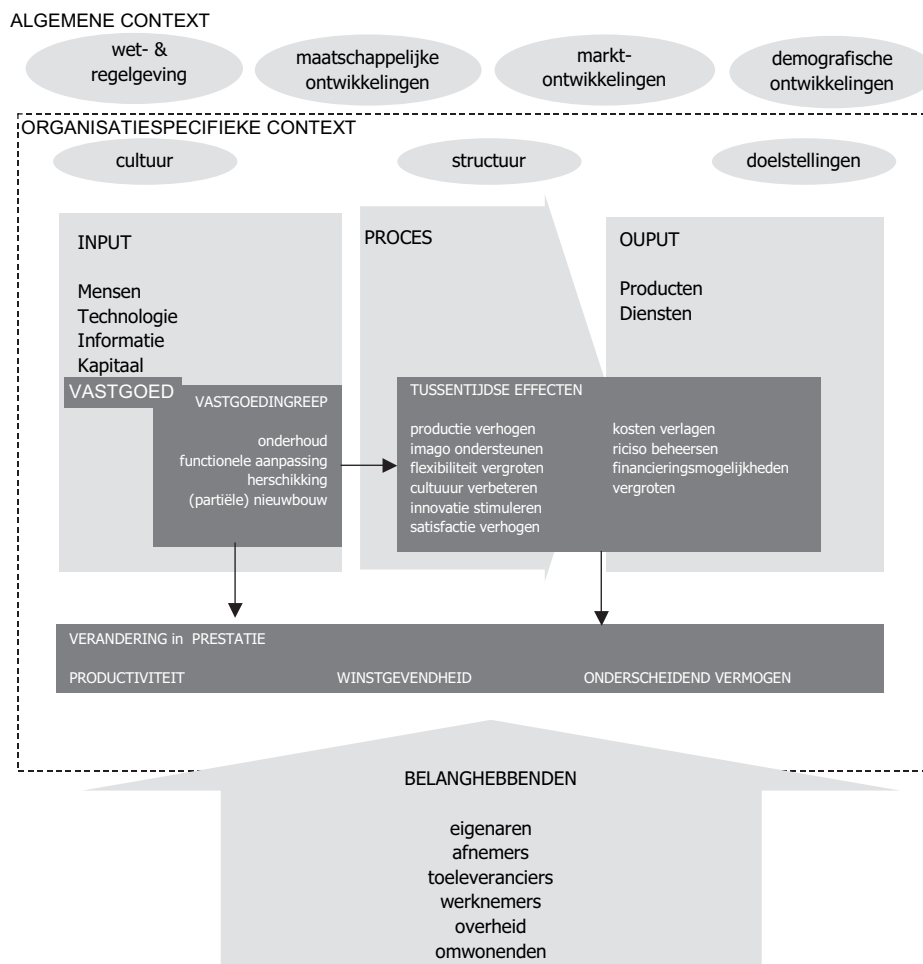 ALGEMENE CONTEXT
wet- &
regelgeving
maatschappelijke
ontwikkelingen
markt-
ontwikkelingen
demografische
ontwikkelingen
ORGANISATIESPECIFIEKE CONTEXT
cultuur
structuur
doelstellingen
INPUT
Mensen
Technologie
Informatie
Kapitaal
VASTGOED
VASTGOEDINGREEP
onderhoud
functionele aanpassing
herschikking
(partiële) nieuwbouw
PROCES
OUPUT
Producten
Diensten
TUSSENTIJDSE EFFECTEN
productie verhogen
imago ondersteunen
flexibiliteit vergroten
cultuuur verbeteren
innovatie stimuleren
satisfactie verhogen
kosten verlagen
riciso beheersen
financieringsmogelijkheden
vergroten
VERANDERING in PRESTATIE
PRODUCTIVITEIT
WINSTGEVENDHEID
ONDERSCHEIDEND VERMOGEN
BELANGHEBBENDEN
eigenaren
afnemers
toeleveranciers
werknemers
overheid
omwonenden